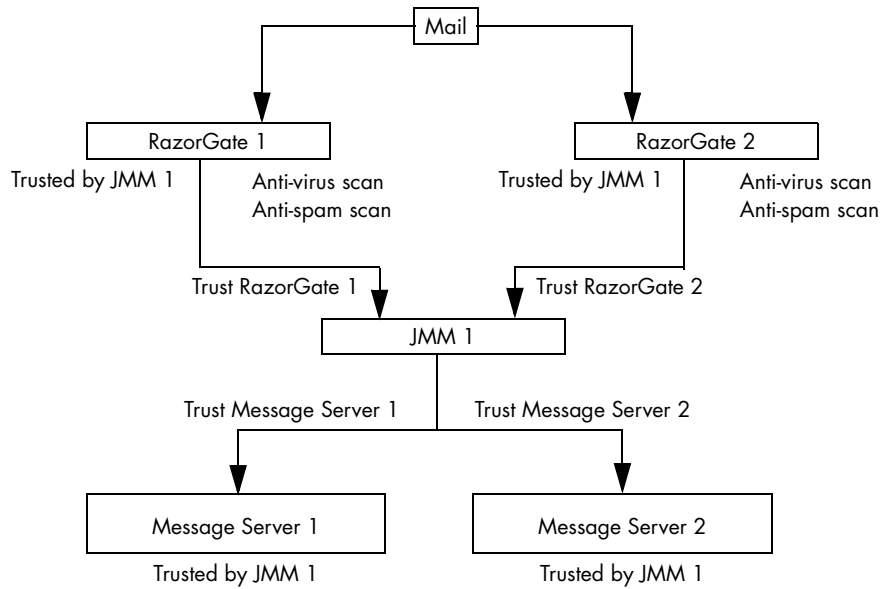 Mail
RazorGate 1
RazorGate 2
Trusted by JMM 1
Anti-virus scan
Anti-spam scan
Trusted by JMM 1
Anti-virus scan
Anti-spam scan
Trust RazorGate 1
Trust RazorGate 2
JMM 1
Trust Message Server 1
Trust Message Server 2
Message Server 1
Message Server 2
Trusted by JMM 1
Trusted by JMM 1